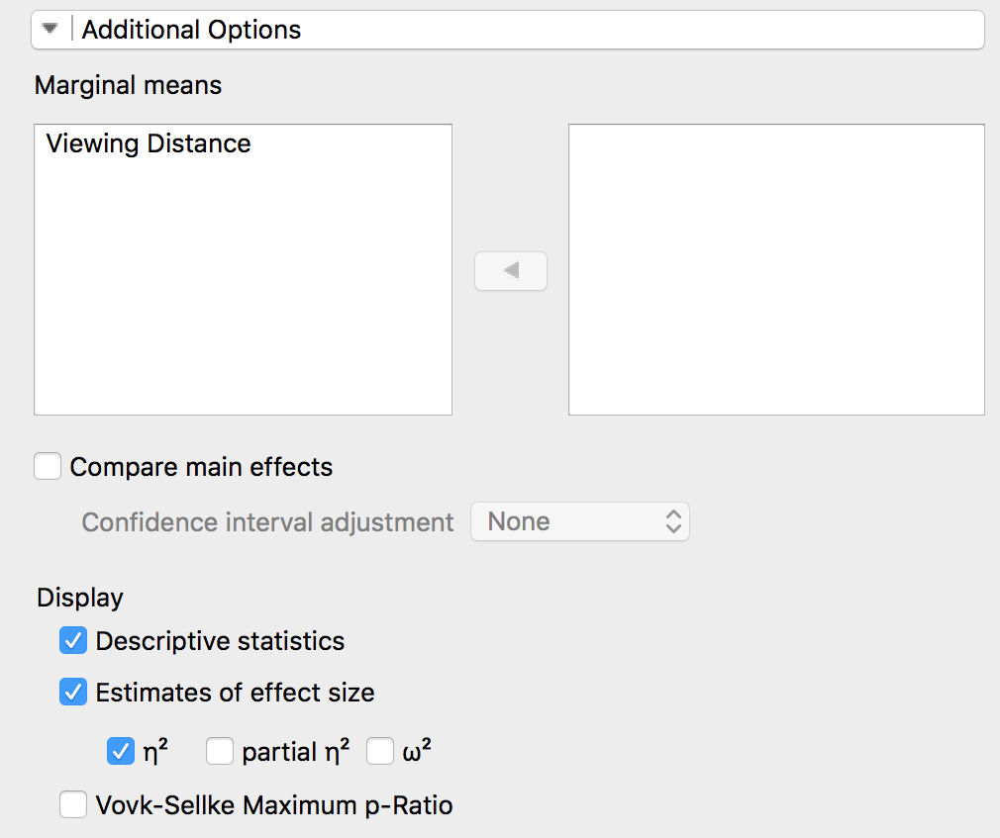 Additional Options
Marginal means
Viewing Distance
Compare main effects
Confidence interval adjustment None
Display
Descriptive statistics
Estimates of effect size
η² partial η² ω²
Vovk-Sellke Maximum p-Ratio